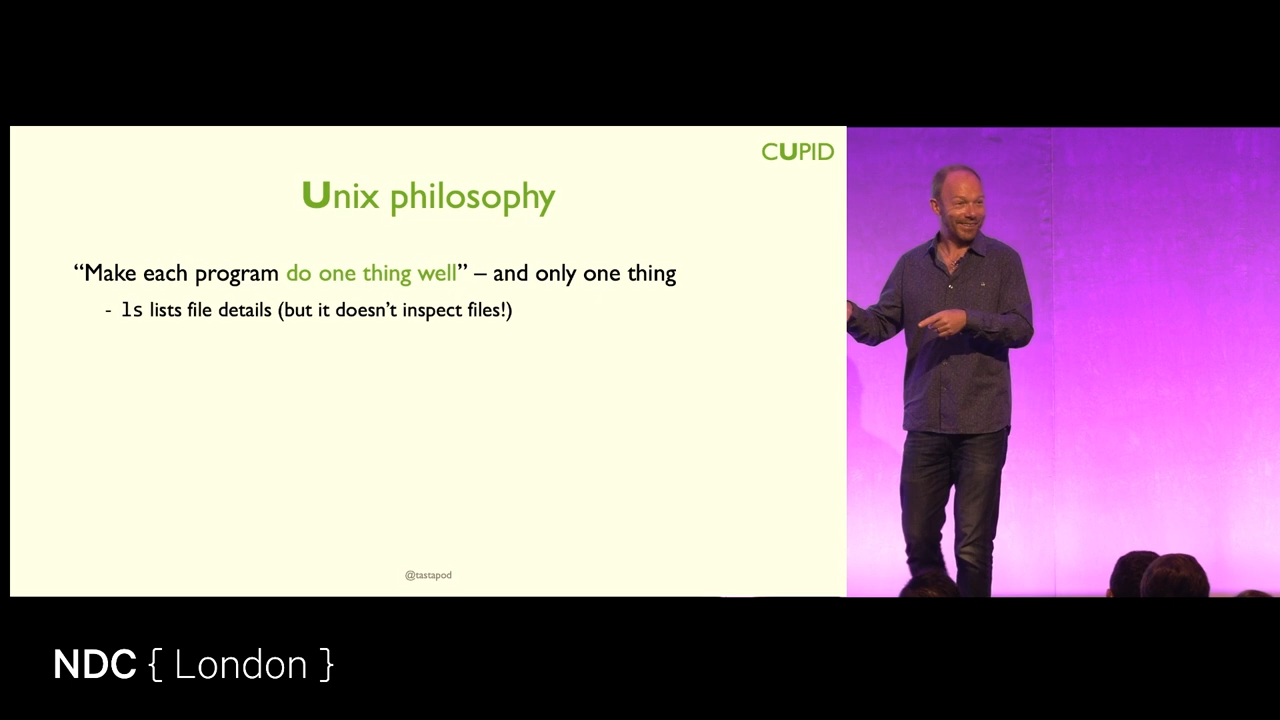 CUPID
Unix philosophy
“Make each program do one thing well” – and only one thing
- ls lists file details (but it doesn’t inspect files!)
@tastapod
NDC { London }